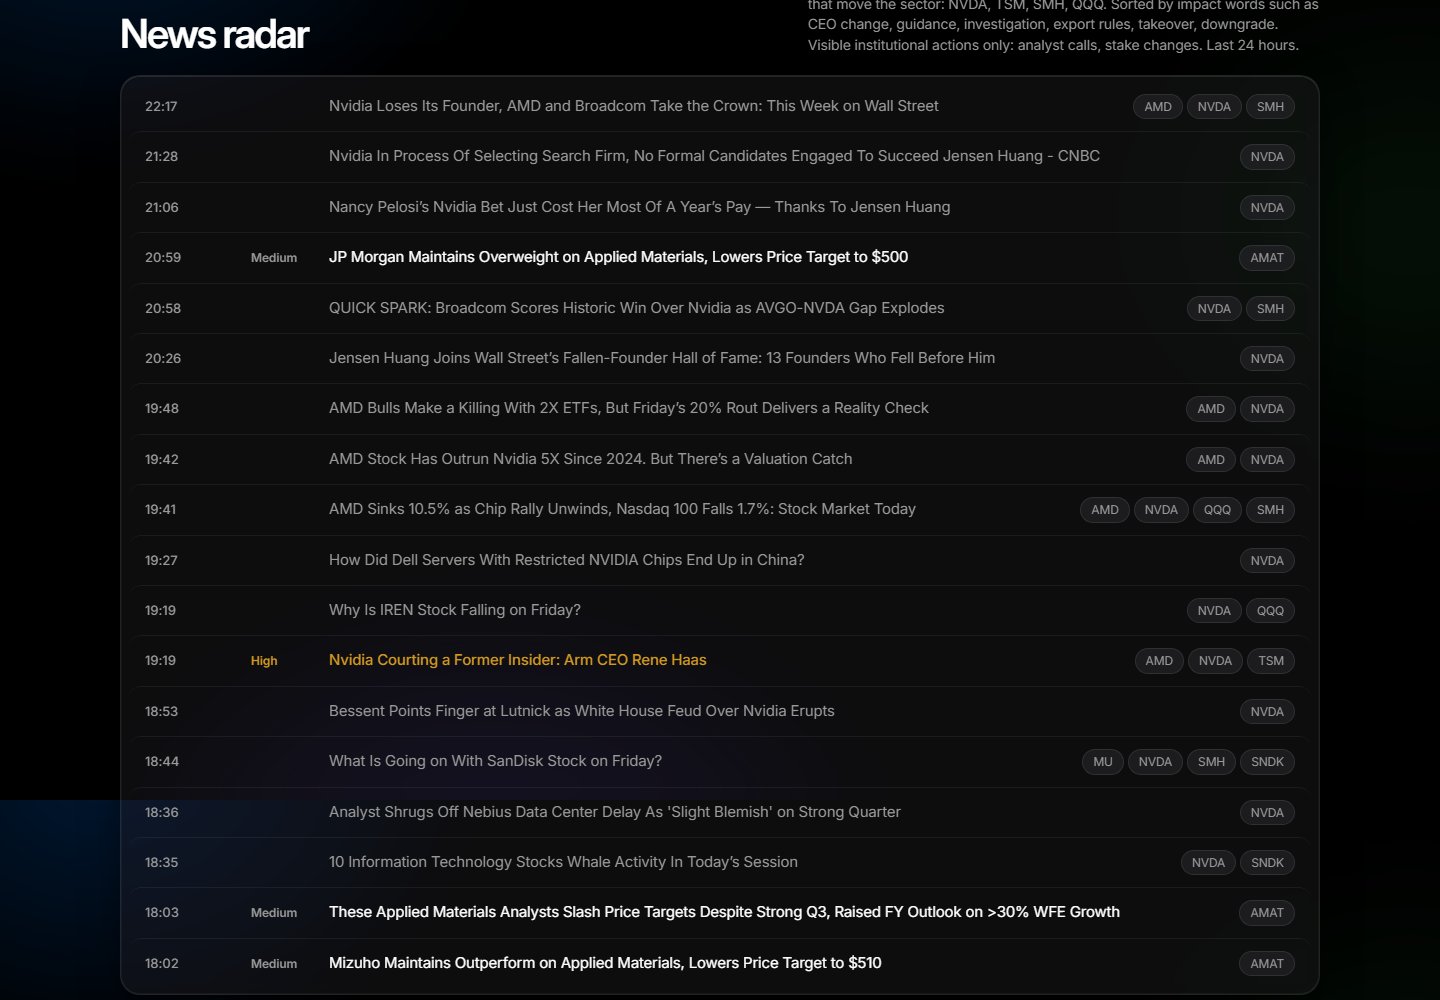 that move the sector: NVDA, TSM, SMH, QQQ. Sorted by impact words such as
News radar
CEO change, guidance, investigation, export rules, takeover, downgrade.
Visible institutional actions only: analyst calls, stake changes. Last 24 hours.
22:17 Nvidia Loses Its Founder, AMD and Broadcom Take the Crown: This Week on Wall Street AMD NVDA SMH
21:28 Nvidia In Process Of Selecting Search Firm, No Formal Candidates Engaged To Succeed Jensen Huang - CNBC NVDA
21:06 Nancy Pelosi’s Nvidia Bet Just Cost Her Most Of A Year’s Pay — Thanks To Jensen Huang NVDA
20:59 Medium JP Morgan Maintains Overweight on Applied Materials, Lowers Price Target to $500 AMAT
20:58 QUICK SPARK: Broadcom Scores Historic Win Over Nvidia as AVGO-NVDA Gap Explodes NVDA SMH
20:26 Jensen Huang Joins Wall Street’s Fallen-Founder Hall of Fame: 13 Founders Who Fell Before Him NVDA
19:48 AMD Bulls Make a Killing With 2X ETFs, But Friday’s 20% Rout Delivers a Reality Check AMD NVDA
19:42 AMD Stock Has Outrun Nvidia 5X Since 2024. But There’s a Valuation Catch AMD NVDA
19:41 AMD Sinks 10.5% as Chip Rally Unwinds, Nasdaq 100 Falls 1.7%: Stock Market Today AMD NVDA QQQ SMH
19:27 How Did Dell Servers With Restricted NVIDIA Chips End Up in China? NVDA
19:19 Why Is IREN Stock Falling on Friday? NVDA QQQ
19:19 High Nvidia Courting a Former Insider: Arm CEO Rene Haas AMD NVDA TSM
18:53 Bessent Points Finger at Lutnick as White House Feud Over Nvidia Erupts NVDA
18:44 What Is Going on With SanDisk Stock on Friday? MU NVDA SMH SNDK
18:36 Analyst Shrugs Off Nebius Data Center Delay As 'Slight Blemish' on Strong Quarter NVDA
18:35 10 Information Technology Stocks Whale Activity In Today’s Session NVDA SNDK
18:03 Medium These Applied Materials Analysts Slash Price Targets Despite Strong Q3, Raised FY Outlook on >30% WFE Growth AMAT
18:02 Medium Mizuho Maintains Outperform on Applied Materials, Lowers Price Target to $510 AMAT